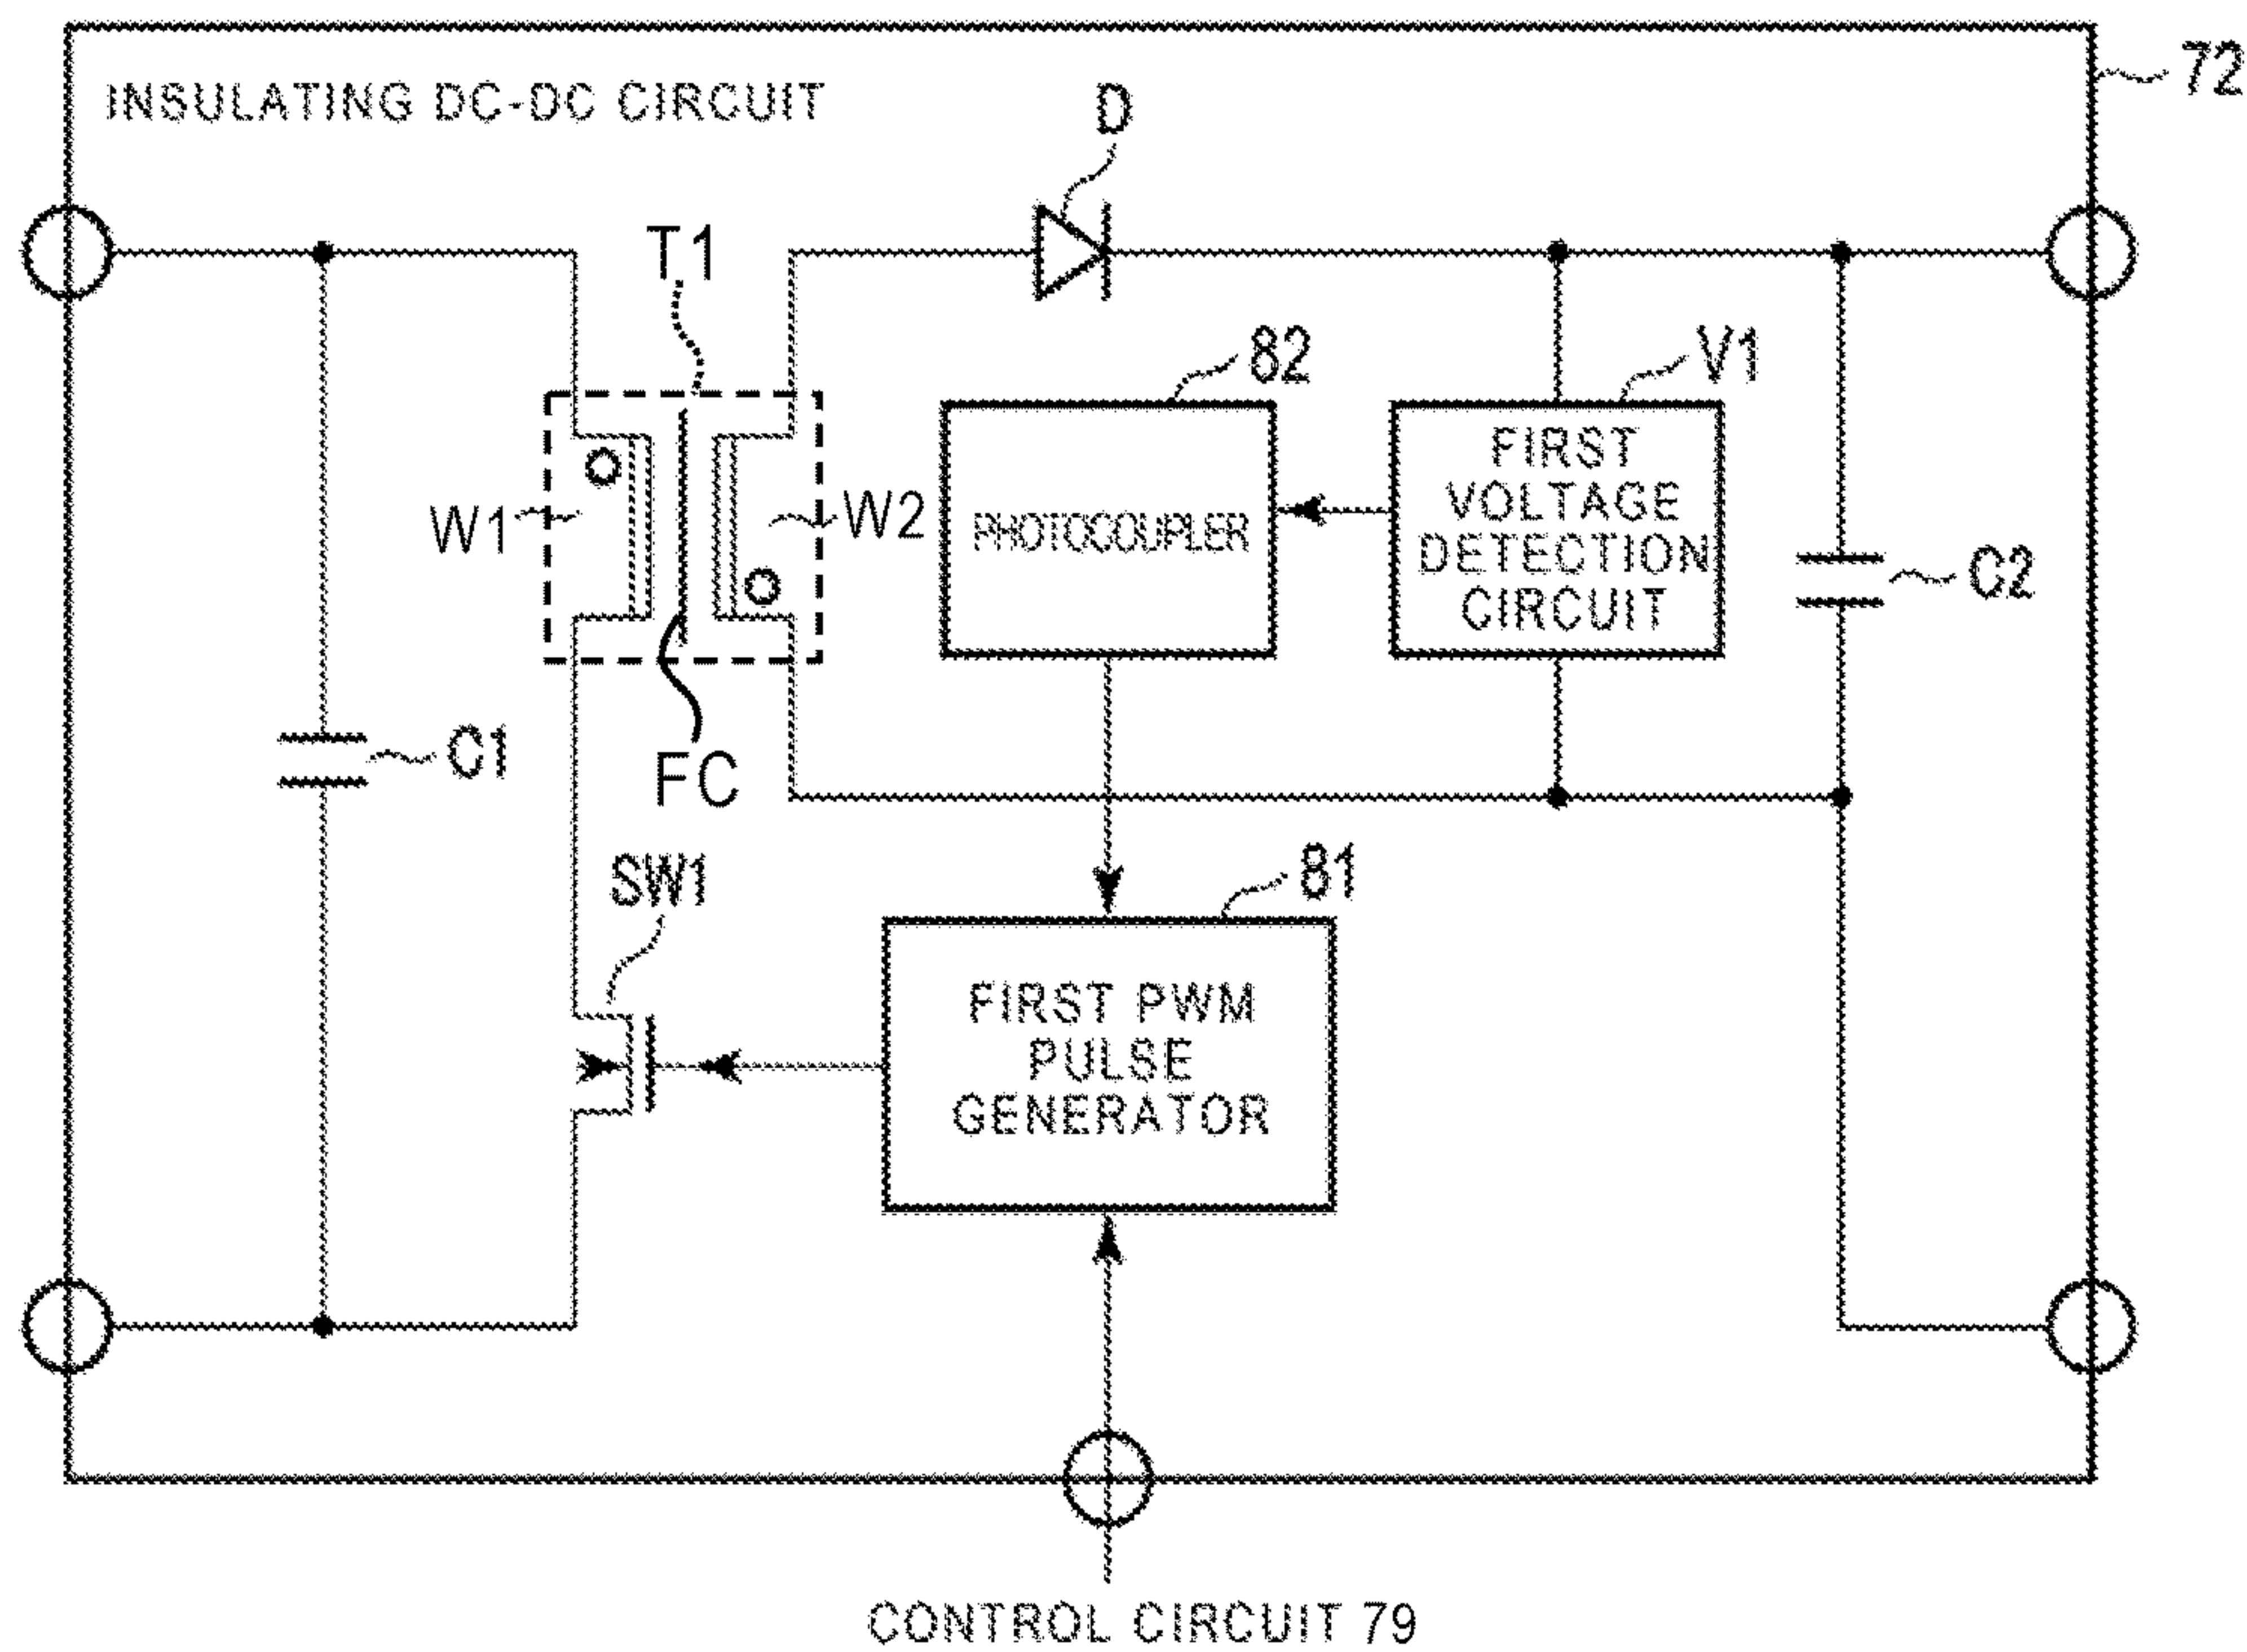 72
INSULATING DC-DC CIRCUIT
D
T1
82
V1
W1
W2
PHOTOCOUPLER
FIRST
VOLTAGE
DETECTION
CIRCUIT
C2
C1
FC
SW1
81
FIRST PWM
PULSE
GENERATOR
CONTROL CIRCUIT 79